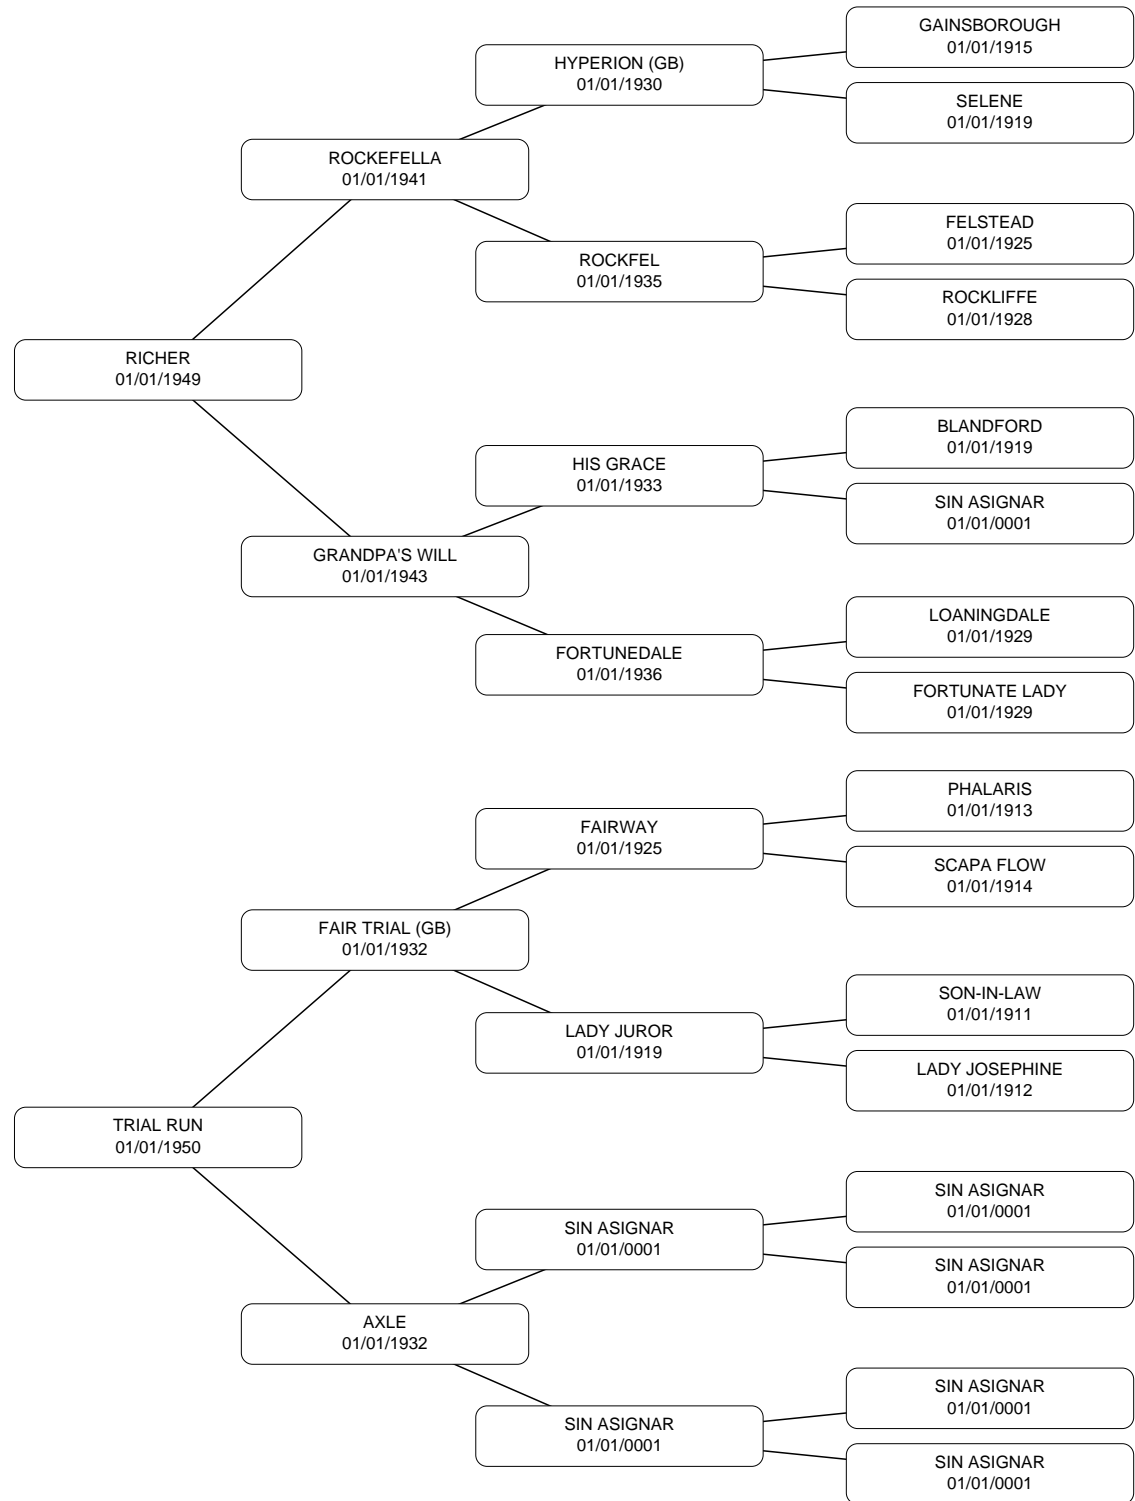 GAINSBOROUGH
01/01/1915
HYPERION (GB)
01/01/1930
SELENE
01/01/1919
ROCKEFELLA
01/01/1941
FELSTEAD
01/01/1925
ROCKFEL
01/01/1935
ROCKLIFFE
01/01/1928
RICHER
01/01/1949
BLANDFORD
01/01/1919
HIS GRACE
01/01/1933
SIN ASIGNAR
01/01/0001
GRANDPA'S WILL
01/01/1943
LOANINGDALE
01/01/1929
FORTUNEDALE
01/01/1936
FORTUNATE LADY
01/01/1929
PHALARIS
01/01/1913
FAIRWAY
01/01/1925
SCAPA FLOW
01/01/1914
FAIR TRIAL (GB)
01/01/1932
SON-IN-LAW
01/01/1911
LADY JUROR
01/01/1919
LADY JOSEPHINE
01/01/1912
TRIAL RUN
01/01/1950
SIN ASIGNAR
01/01/0001
SIN ASIGNAR
01/01/0001
SIN ASIGNAR
01/01/0001
AXLE
01/01/1932
SIN ASIGNAR
01/01/0001
SIN ASIGNAR
01/01/0001
SIN ASIGNAR
01/01/0001